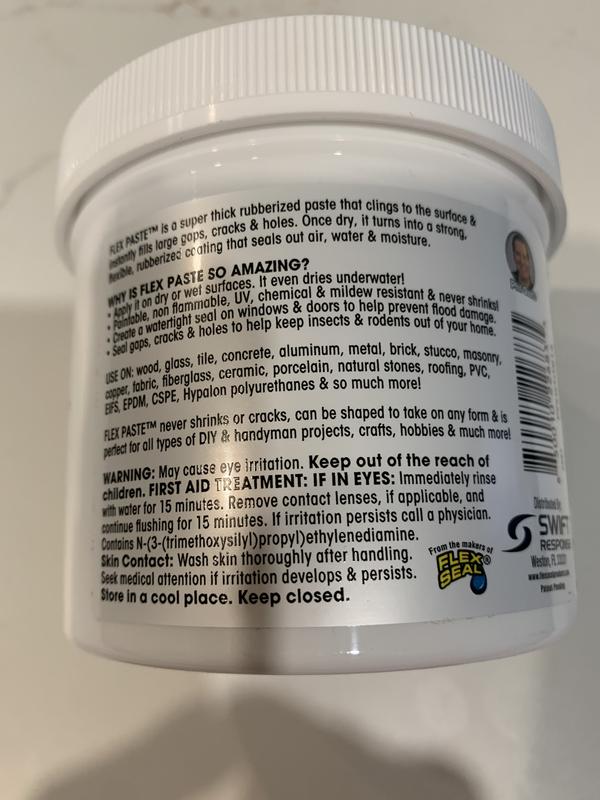 FLEX PASTE™ is a super thick rubberized paste that clings to the surface &
instantly fills large gaps, cracks & holes. Once dry, it turns into a strong,
flexible, rubberized coating that seals out air, water & moisture.
WHY IS FLEX PASTE SO AMAZING?
• Apply it on dry or wet surfaces. It even dries underwater!
• Paintable, non flammable, UV, chemical & mildew resistant & never shrinks!
• Create a watertight seal on windows & doors to help prevent flood damage.
• Seal gaps, cracks & holes to help keep insects & rodents out of your home.
USE ON: wood, glass, tile, concrete, aluminum, metal, brick, stucco, masonry,
copper, fabric, fiberglass, ceramic, porcelain, natural stones, roofing, PVC,
EIFS, EPDM, CSPE, Hypalon polyurethanes & so much more!
FLEX PASTE™ never shrinks or cracks, can be shaped to take on any form & is
perfect for all types of DIY & handyman projects, crafts, hobbies & much more!
WARNING: May cause eye irritation. Keep out of the reach of
children. FIRST AID TREATMENT: IF IN EYES: Immediately rinse
with water for 15 minutes. Remove contact lenses, if applicable, and
continue flushing for 15 minutes. If irritation persists call a physician.
Contains N-(3-(trimethoxysilyl)propyl)ethylenediamine.
Skin Contact: Wash skin thoroughly after handling.
Seek medical attention if irritation develops & persists.
Store in a cool place. Keep closed.
From the makers of
FLEX
SEAL®
Distributed By
SWIFT
RESPONSE
Weston, FL
Patent Pending